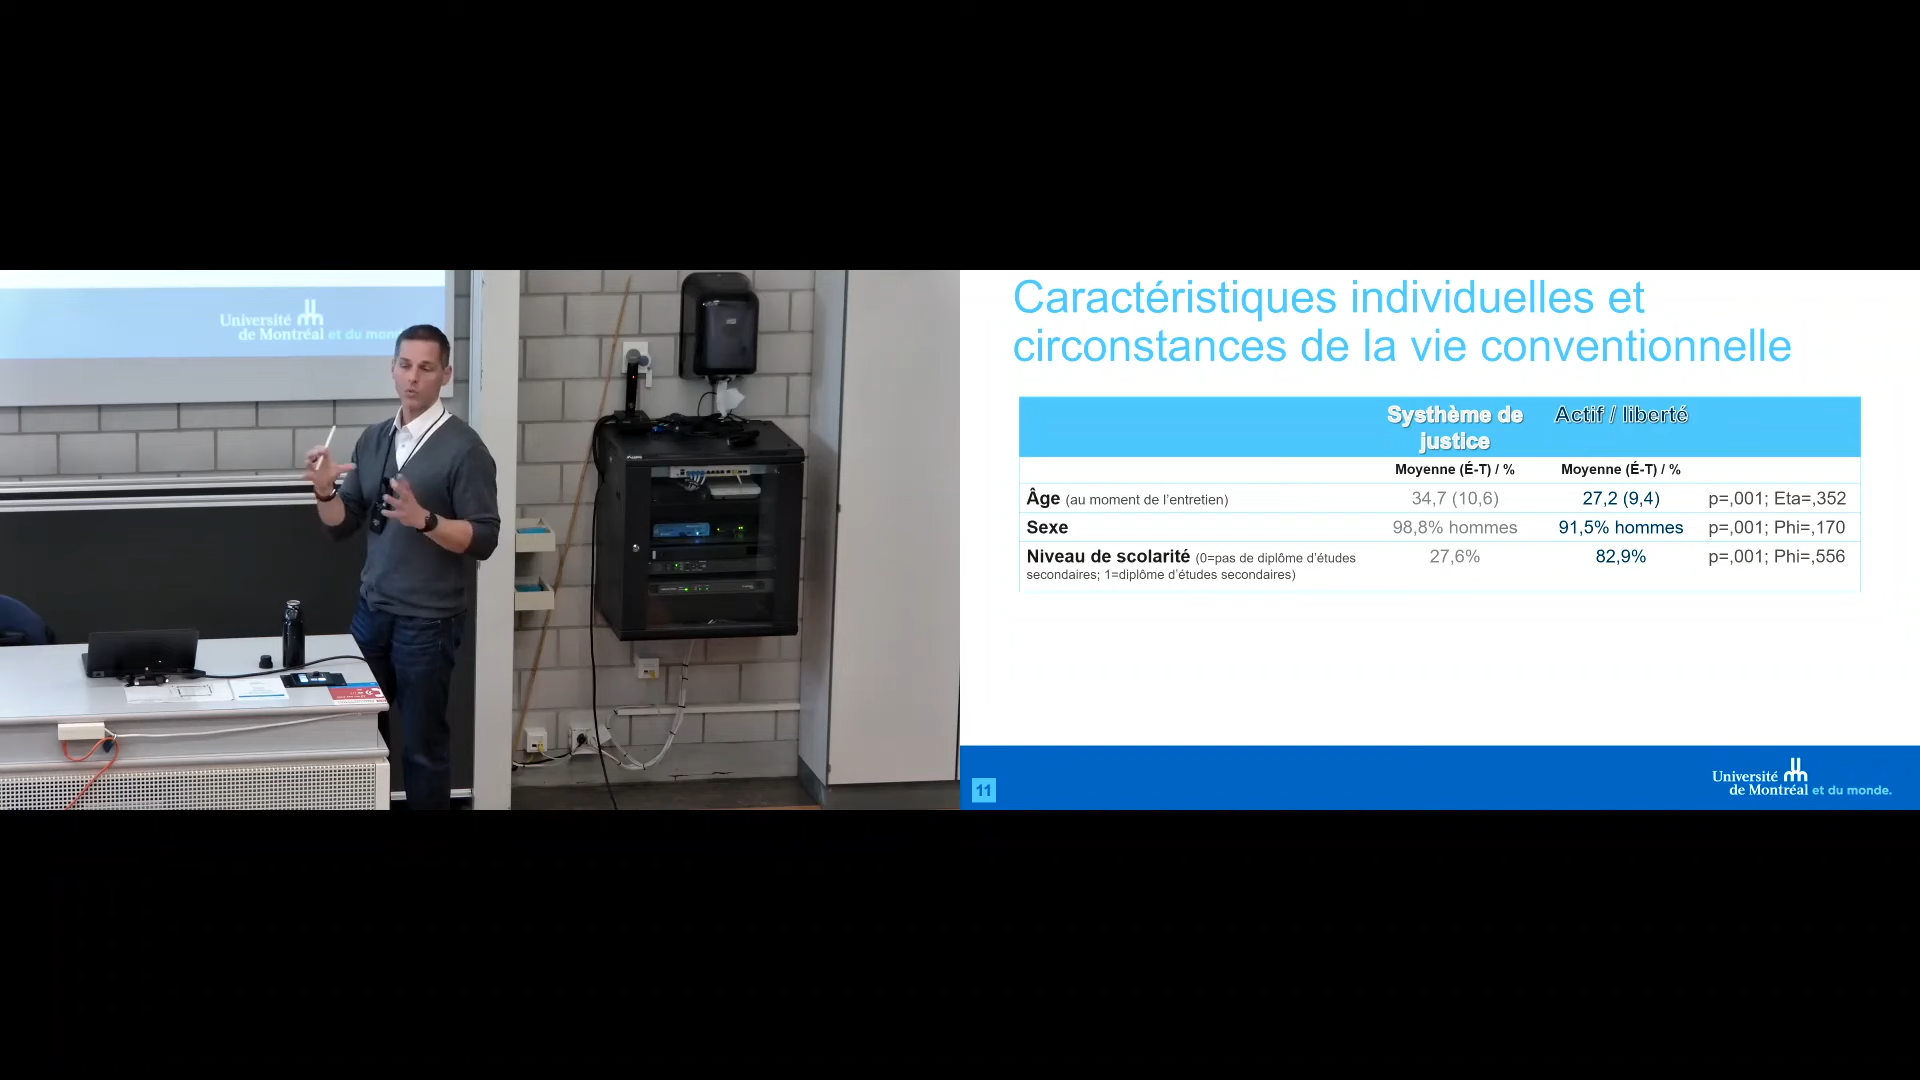 Université
de Montréal et du mond
Caractéristiques individuelles et
circonstances de la vie conventionnelle
Systhème de
justice
Actif / liberté
Moyenne (É-T) / % Moyenne (É-T) / %
Âge (au moment de l'entretien) 34,7 (10,6) 27,2 (9,4) p=,001; Eta=,352
Sexe 98,8% hommes 91,5% hommes p=,001; Phi=,170
Niveau de scolarité (0=pas de diplôme d'études 27,6% 82,9% p=,001; Phi=,556
secondaires; 1=diplôme d'études secondaires)
11
Université
de Montréal et du monde.